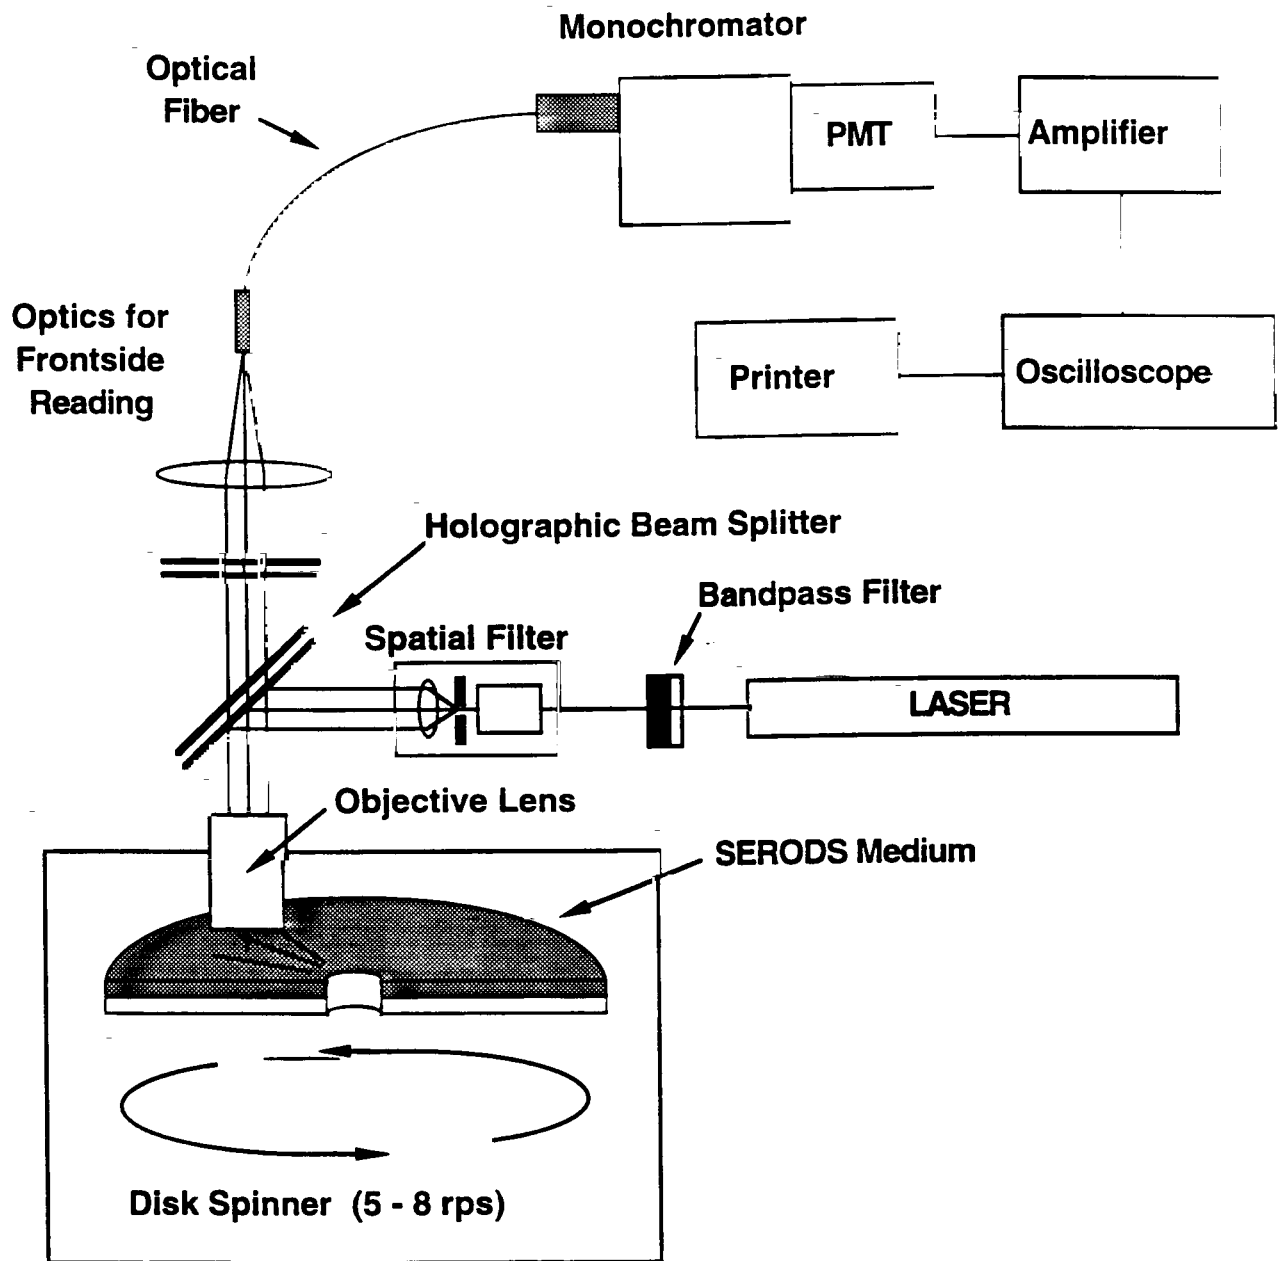 Monochromator
Optical
Fiber
PMT
Amplifier
Optics for
Frontside
Reading
Printer
Oscilloscope
Holographic Beam Splitter
Bandpass Filter
Spatial Filter
LASER
Objective Lens
SERODS Medium
Disk Spinner (5 - 8 rps)